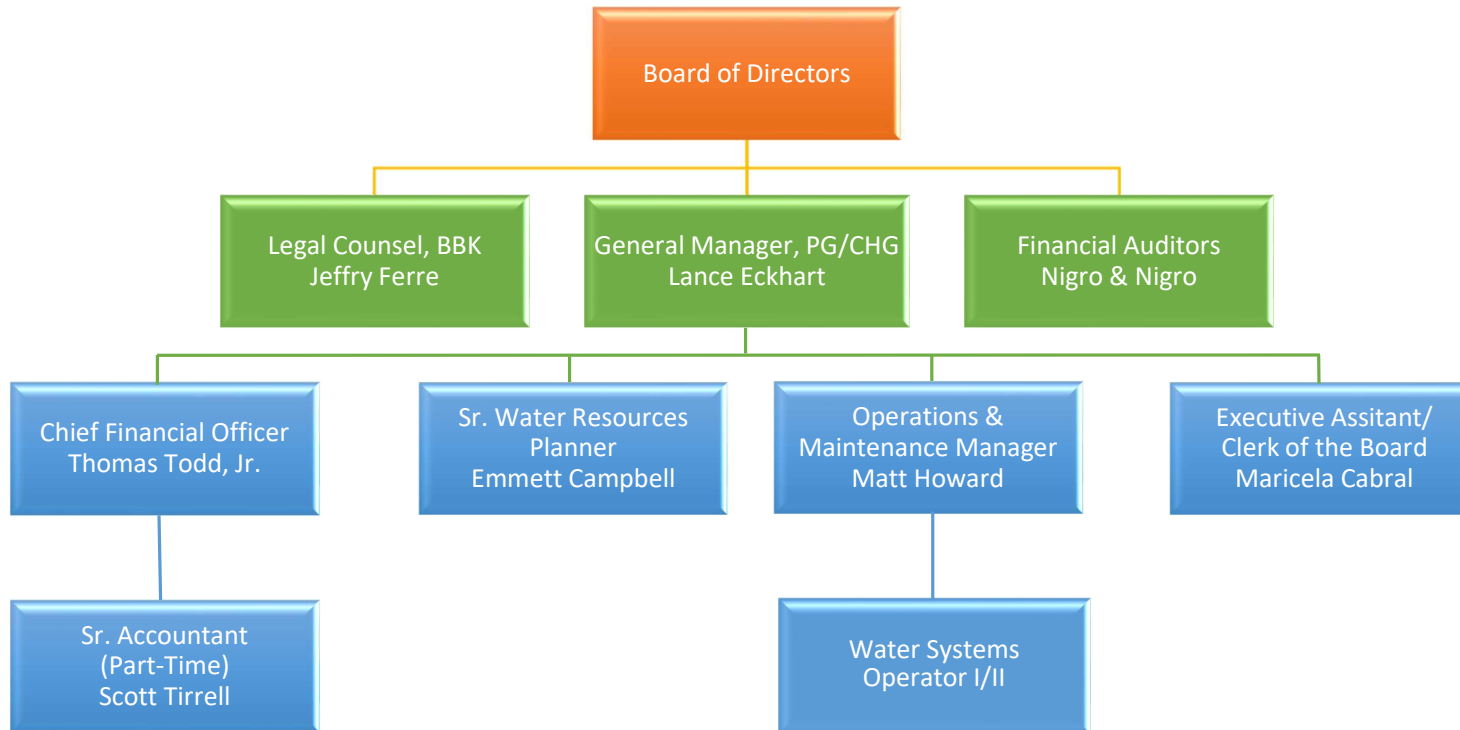 Board of Directors
Legal Counsel, BBK
Jeffry Ferre
General Manager, PG/CHG
Lance Eckhart
Financial Auditors
Nigro & Nigro
Chief Financial Officer
Thomas Todd, Jr.
Sr. Water Resources
Planner
Emmett Campbell
Operations &
Maintenance Manager
Matt Howard
Executive Assitant/
Clerk of the Board
Maricela Cabral
Sr. Accountant
(Part-Time)
Scott Tirrell
Water Systems
Operator I/II